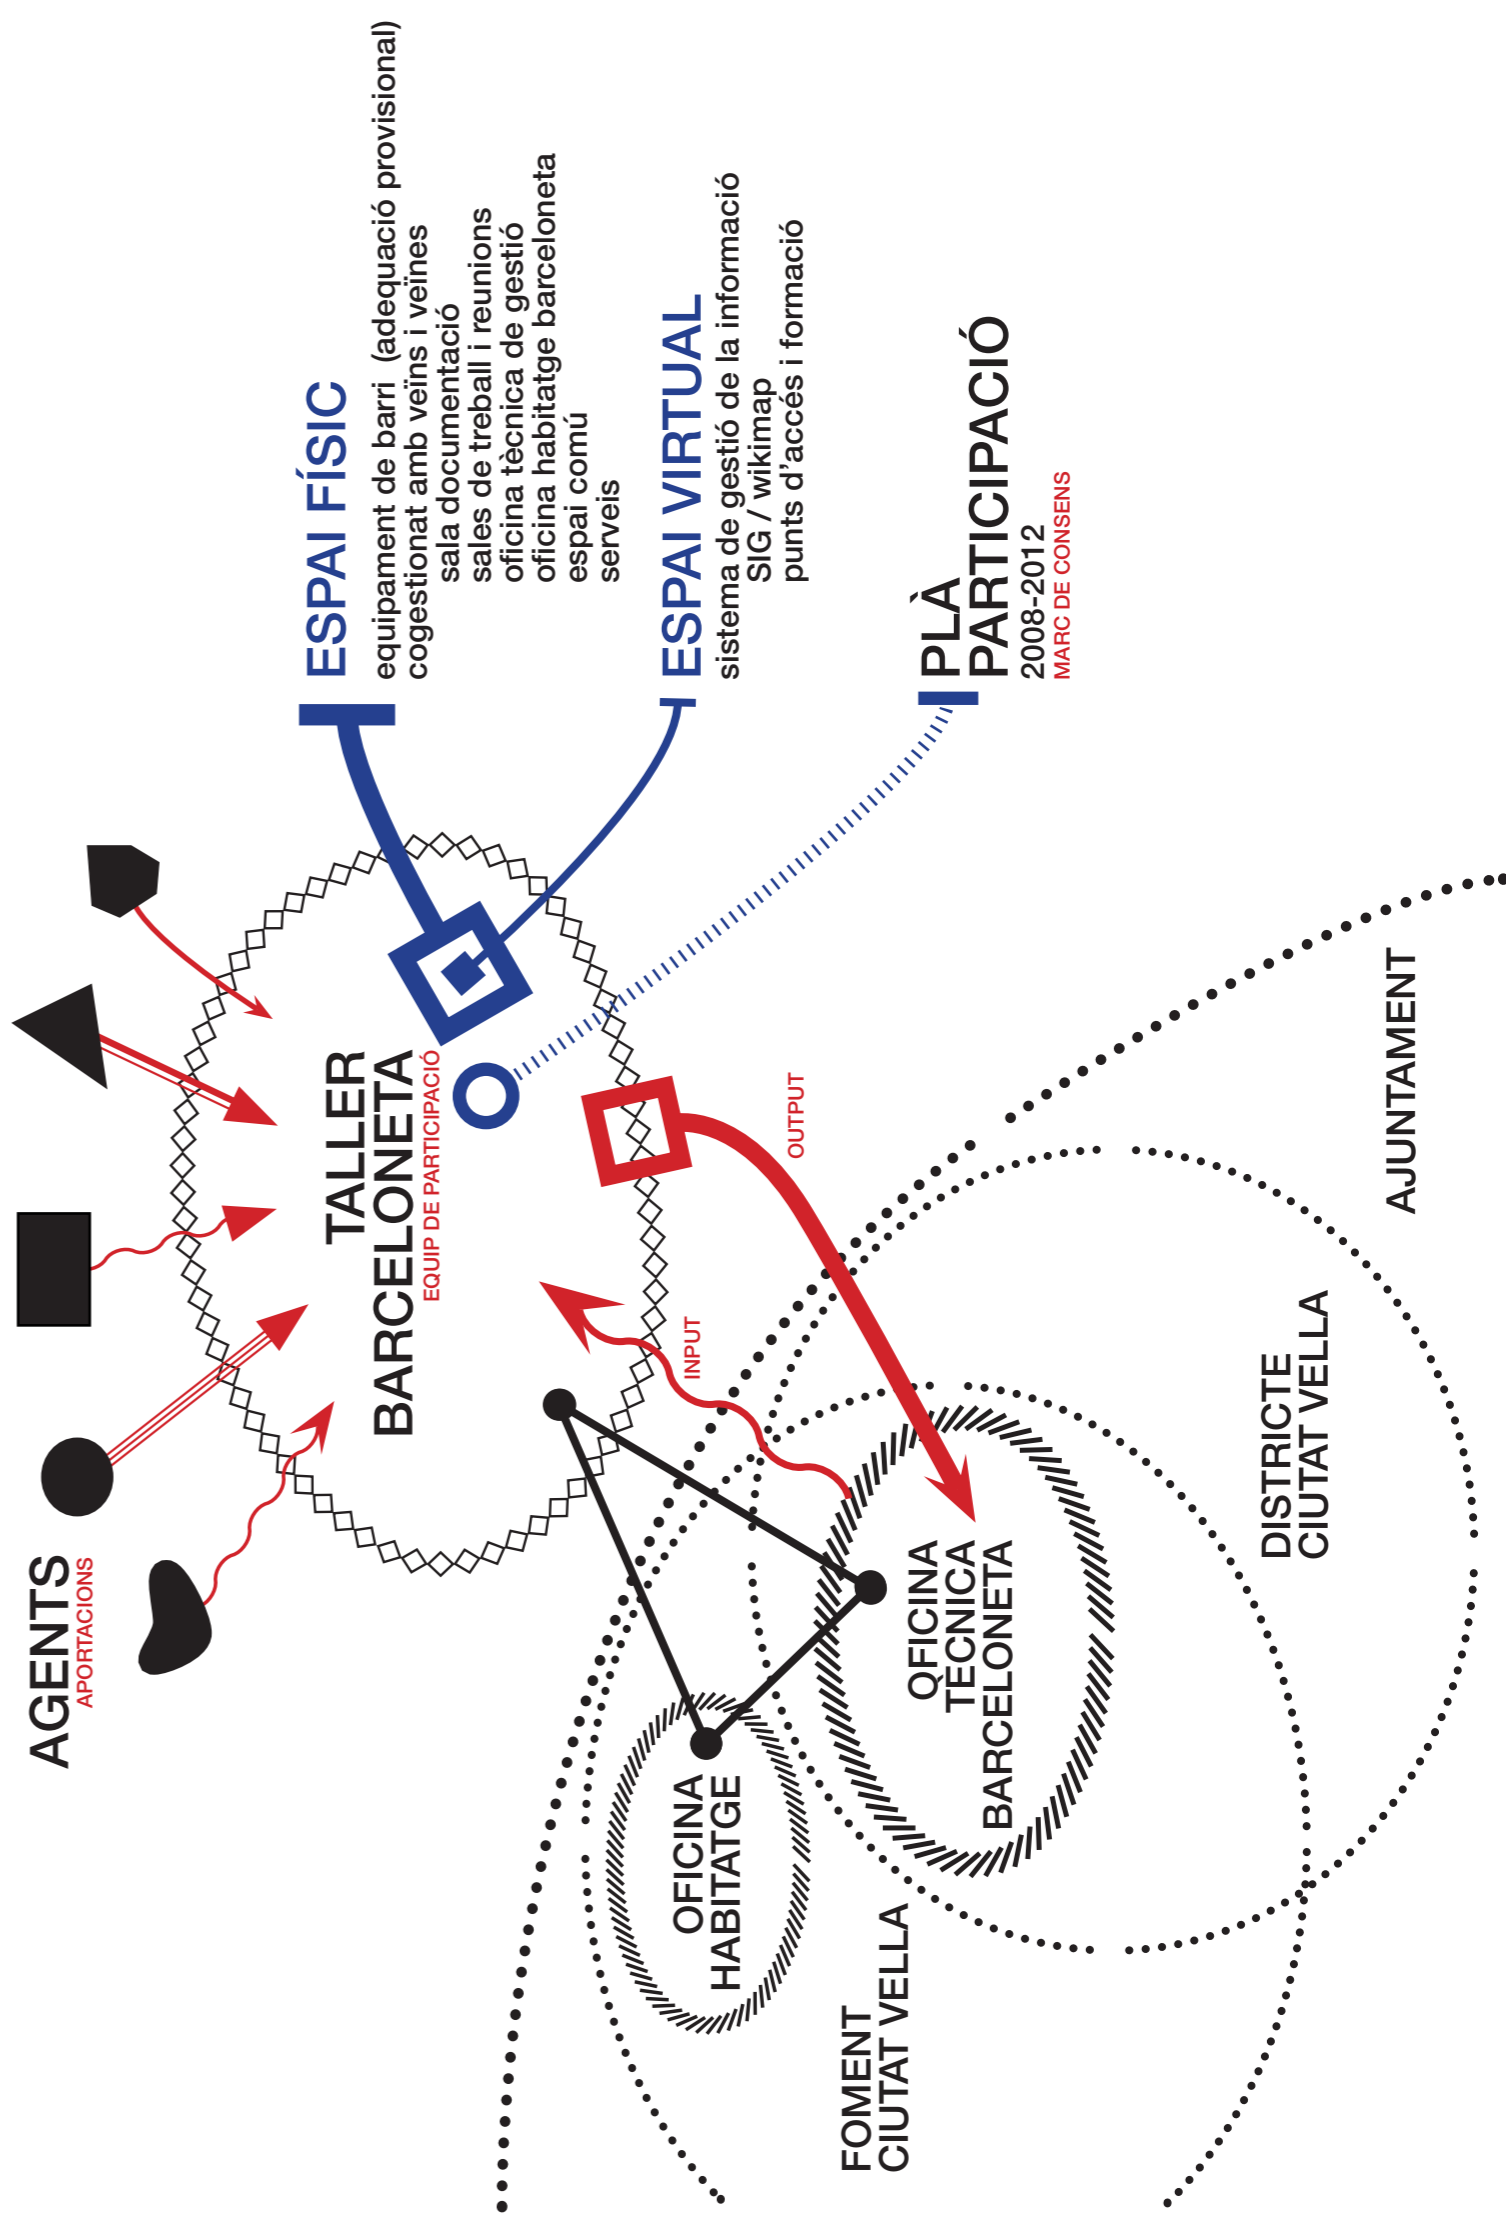 AGENTS
APORTACIONS
TALLER
BARCELONETA
EQUIP DE PARTICIPACIÓ
ESPAI FÍSIC
equipament de barri (adequació provisional)
cogestionat amb veïns i veïnes
sala documentació
sales de treball i reunions
oficina tècnica de gestió
oficina habitatge barceloneta
espai comú
serveis
ESPAI VIRTUAL
sistema de gestió de la informació
SIG / wikimap
punts d'accés i formació
PLÀ
PARTICIPACIÓ
2008-2012
MARC DE CONSENS
INPUT
OUTPUT
OFICINA
HABITATGE
OFICINA
TÈCNICA
BARCELONETA
FOMENT
CIUTAT VELLA
DISTRICTE
CIUTAT VELLA
AJUNTAMENT